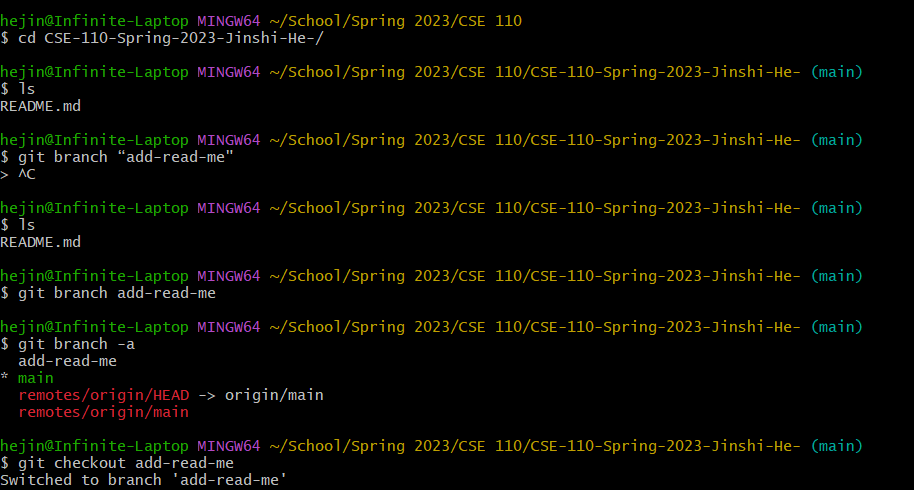 hejin@Infinite-Laptop MINGW64 ~/School/Spring 2023/CSE 110
$ cd CSE-110-Spring-2023-Jinshi-He-/
hejin@Infinite-Laptop MINGW64 ~/School/Spring 2023/CSE 110/CSE-110-Spring-2023-Jinshi-He- (main)
$ ls
README.md
hejin@Infinite-Laptop MINGW64 ~/School/Spring 2023/CSE 110/CSE-110-Spring-2023-Jinshi-He- (main)
$ git branch “add-read-me"
> ^C
hejin@Infinite-Laptop MINGW64 ~/School/Spring 2023/CSE 110/CSE-110-Spring-2023-Jinshi-He- (main)
$ ls
README.md
hejin@Infinite-Laptop MINGW64 ~/School/Spring 2023/CSE 110/CSE-110-Spring-2023-Jinshi-He- (main)
$ git branch add-read-me
hejin@Infinite-Laptop MINGW64 ~/School/Spring 2023/CSE 110/CSE-110-Spring-2023-Jinshi-He- (main)
$ git branch -a
  add-read-me
* main
  remotes/origin/HEAD -> origin/main
  remotes/origin/main
hejin@Infinite-Laptop MINGW64 ~/School/Spring 2023/CSE 110/CSE-110-Spring-2023-Jinshi-He- (main)
$ git checkout add-read-me
Switched to branch 'add-read-me'